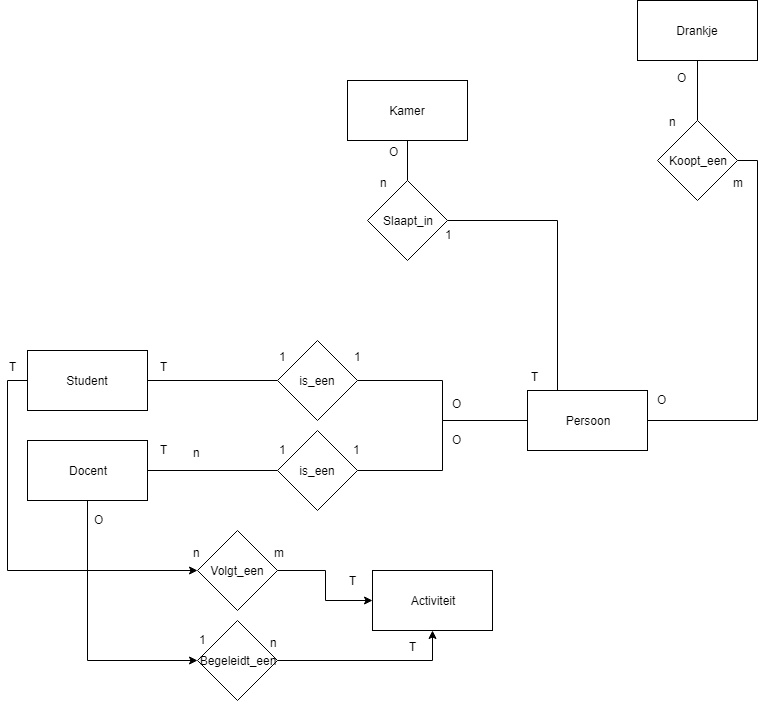 Drankje
O
n
Koopt_een
m
Kamer
O
n
Slaapt_in
1
T
Student
T
1
is_een
1
O
T
Persoon
O
Docent
T
n
1
is_een
1
O
O
n
Volgt_een
m
T
Activiteit
1
Begeleidt_een
n
T